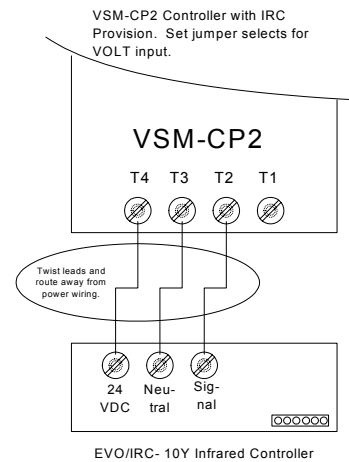 VSM-CP2 Controller with IRC
Provision. Set jumper selects for
VOLT input.
VSM-CP2
T4 T3 T2 T1
Twist leads and
route away from
power wiring.
24 Neu- Sig-
VDC tral nal
EVO/IRC- 10Y Infrared Controller